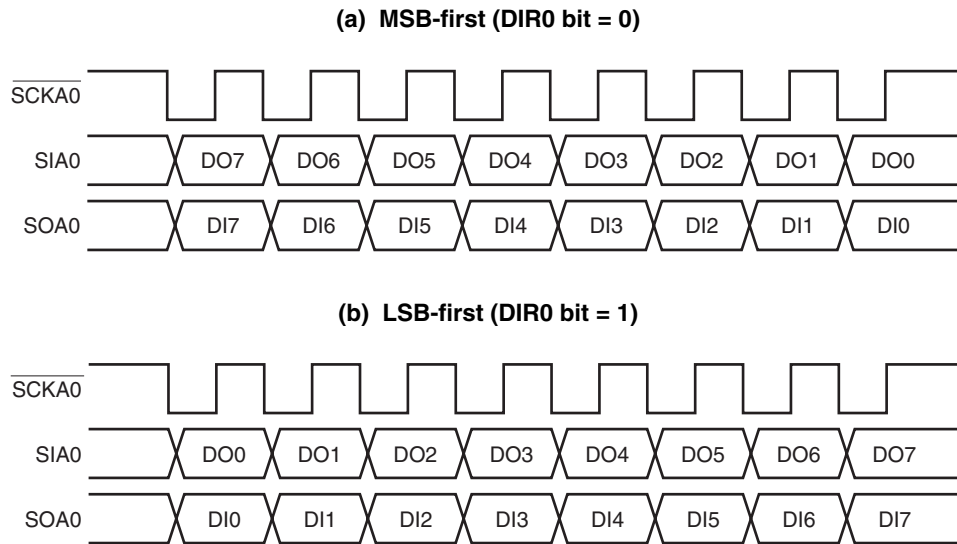 (a) MSB-first (DIR0 bit = 0)
SCKA0
SIA0 DO7 DO6 DO5 DO4 DO3 DO2 DO1 DO0
SOA0 DI7 DI6 DI5 DI4 DI3 DI2 DI1 DI0
(b) LSB-first (DIR0 bit = 1)
SCKA0
SIA0 DO0 DO1 DO2 DO3 DO4 DO5 DO6 DO7
SOA0 DI0 DI1 DI2 DI3 DI4 DI5 DI6 DI7